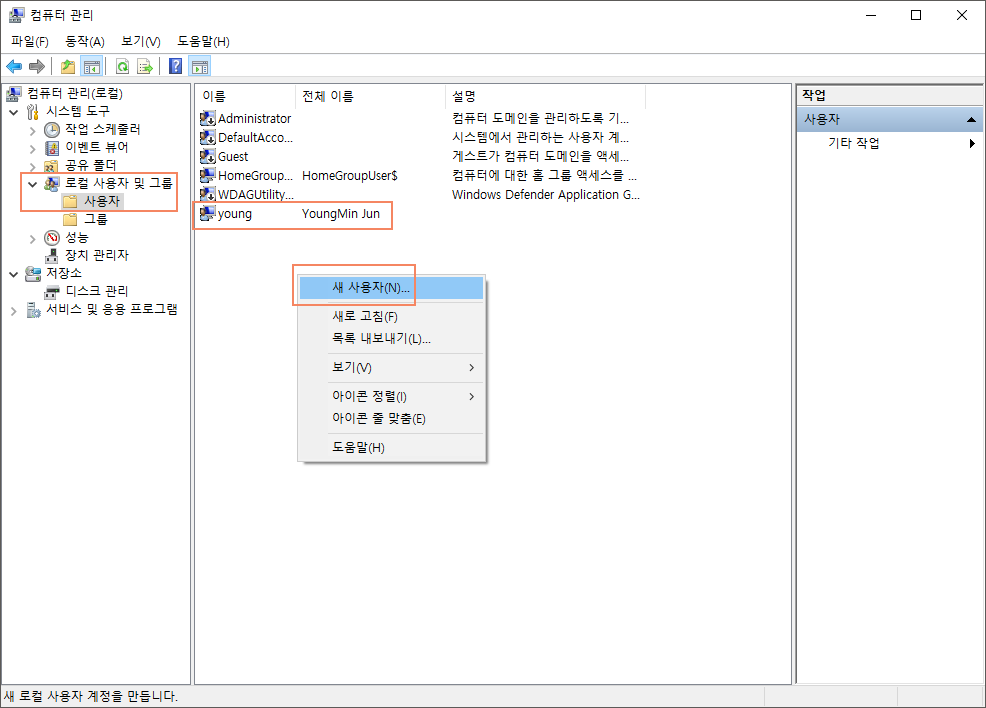 컴퓨터 관리
파일(F) 동작(A) 보기(V) 도움말(H)
컴퓨터 관리(로컬)
시스템 도구
작업 스케줄러
이벤트 뷰어
공유 폴더
로컬 사용자 및 그룹
사용자
그룹
성능
장치 관리자
저장소
디스크 관리
서비스 및 응용 프로그램
이름 전체 이름 설명
Administrator 컴퓨터 도메인을 관리하도록 기...
DefaultAcco... 시스템에서 관리하는 사용자 계...
Guest 게스트가 컴퓨터 도메인을 액세...
HomeGroup... HomeGroupUser$ 컴퓨터에 대한 홈 그룹 액세스를 ...
WDAGUtility... Windows Defender Application G...
young YoungMin Jun
새 사용자(N)...
새로 고침(F)
목록 내보내기(L)...
보기(V)
아이콘 정렬(I)
아이콘 줄 맞춤(E)
도움말(H)
작업
사용자
기타 작업
새 로컬 사용자 계정을 만듭니다.